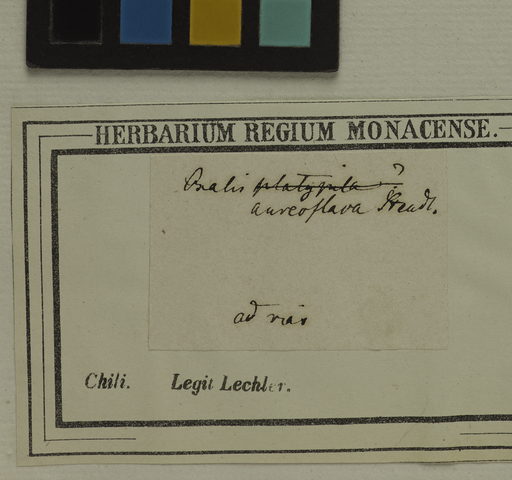 HERBARIUM REGIUM MONACENSE.
Oxalis platypila ?
aureoflava Steud.
ad vias
Chili. Legit Lechler.